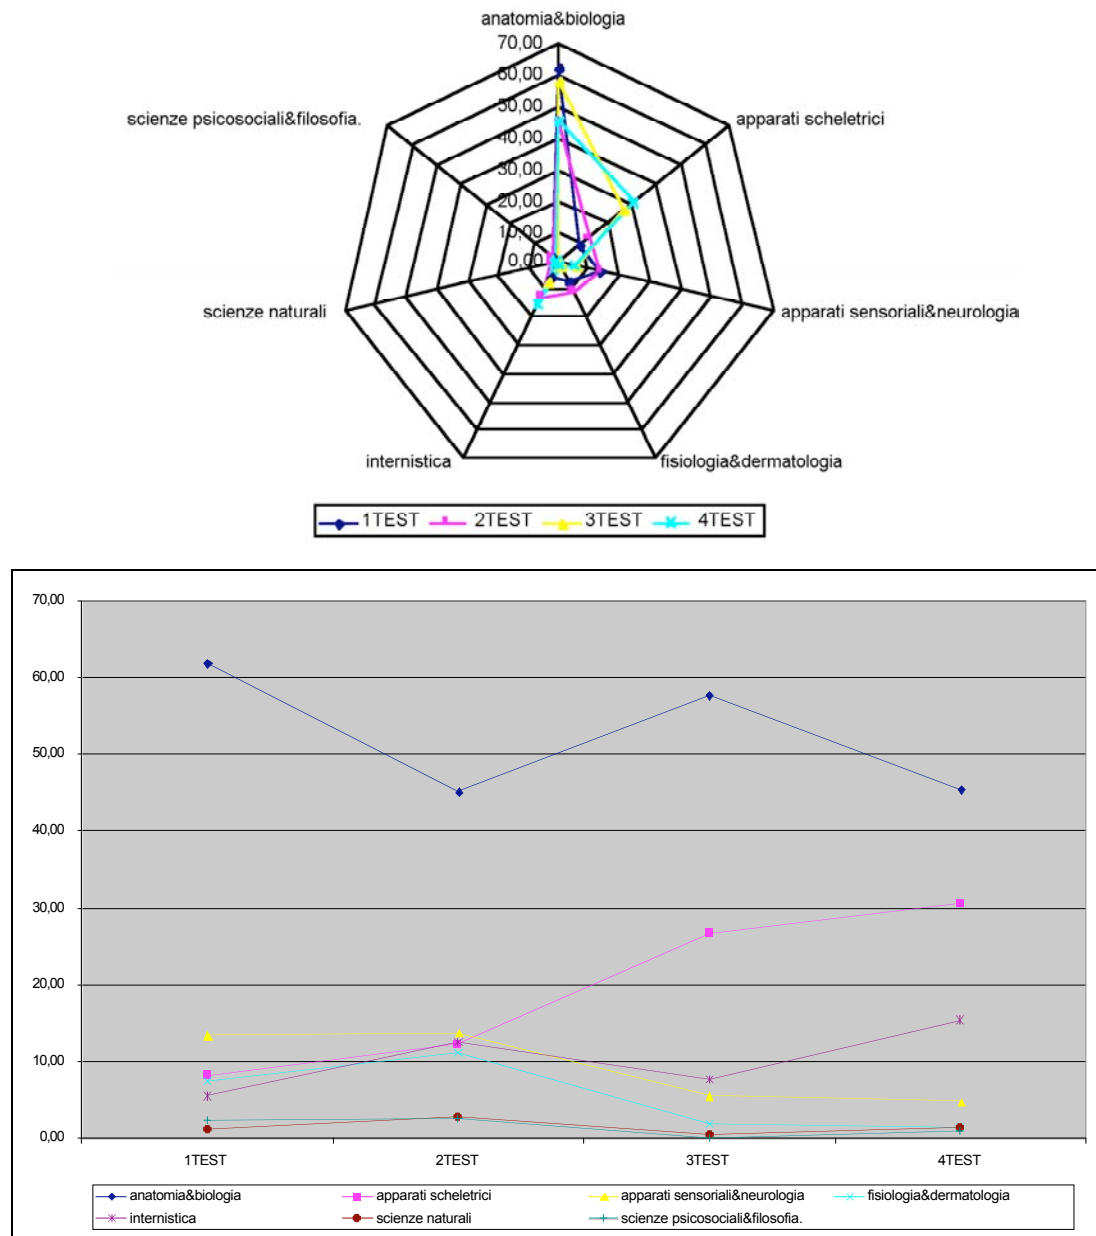 anatomia&biologia
70,00
60,00
50,00
40,00
30,00
20,00
10,00
0,00
scienze psicosociali&filosofia.
apparati scheletrici
scienze naturali
apparati sensoriali&neurologia
internistica
fisiologia&dermatologia
1TEST 2TEST 3TEST 4TEST
70,00
60,00
50,00
40,00
30,00
20,00
10,00
0,00
1TEST 2TEST 3TEST 4TEST
anatomia&biologia apparati scheletrici apparati sensoriali&neurologia fisiologia&dermatologia
internistica scienze naturali scienze psicosociali&filosofia.